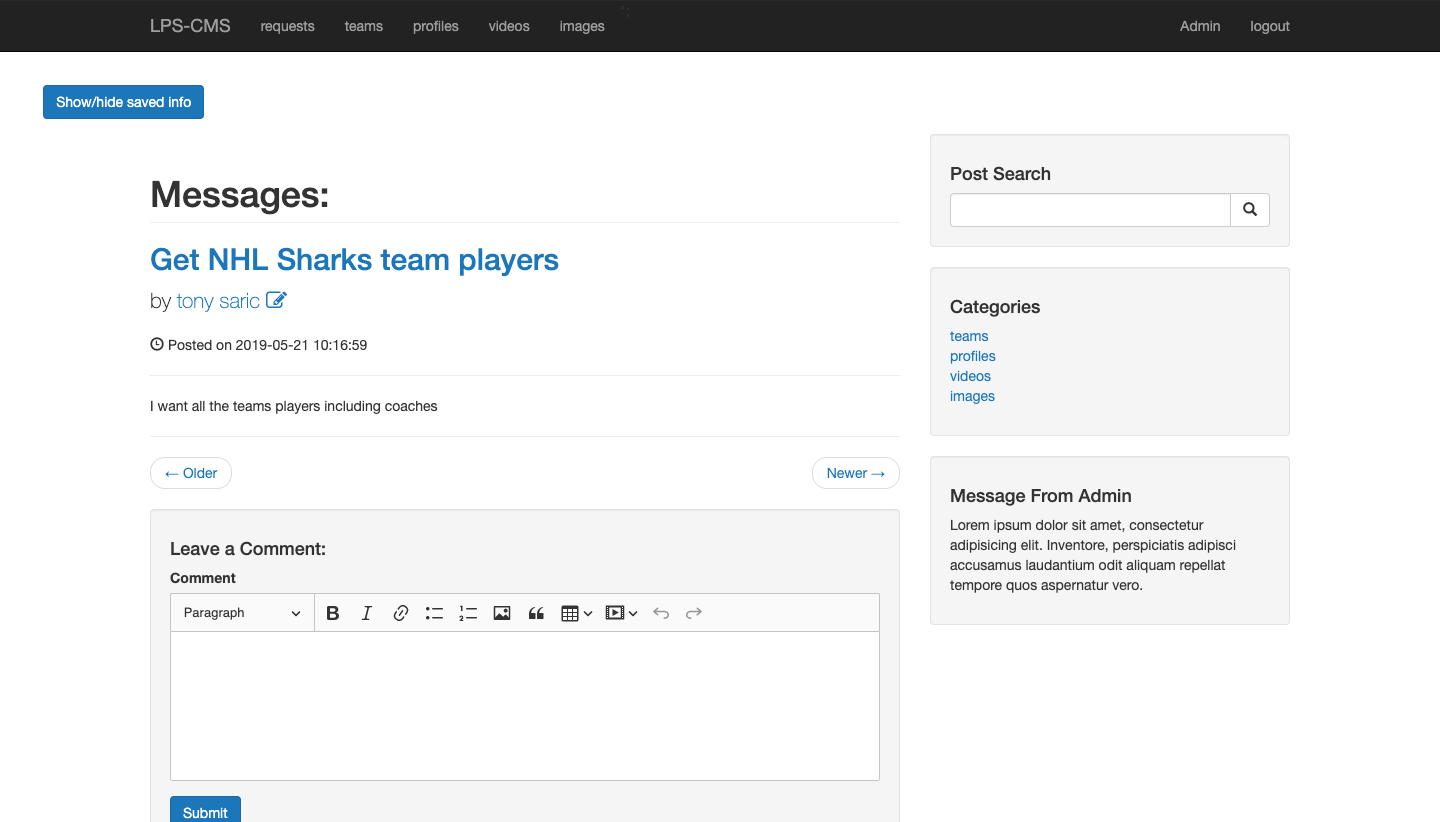 LPS-CMS requests teams profiles videos images Admin logout
Show/hide saved info
Messages:
Get NHL Sharks team players
by tony saric
Posted on 2019-05-21 10:16:59
I want all the teams players including coaches
← Older Newer →
Leave a Comment:
Comment
Paragraph
Submit
Post Search
Categories
teams
profiles
videos
images
Message From Admin
Lorem ipsum dolor sit amet, consectetur
adipisicing elit. Inventore, perspiciatis adipisci
accusamus laudantium odit aliquam repellat
tempore quos aspernatur vero.